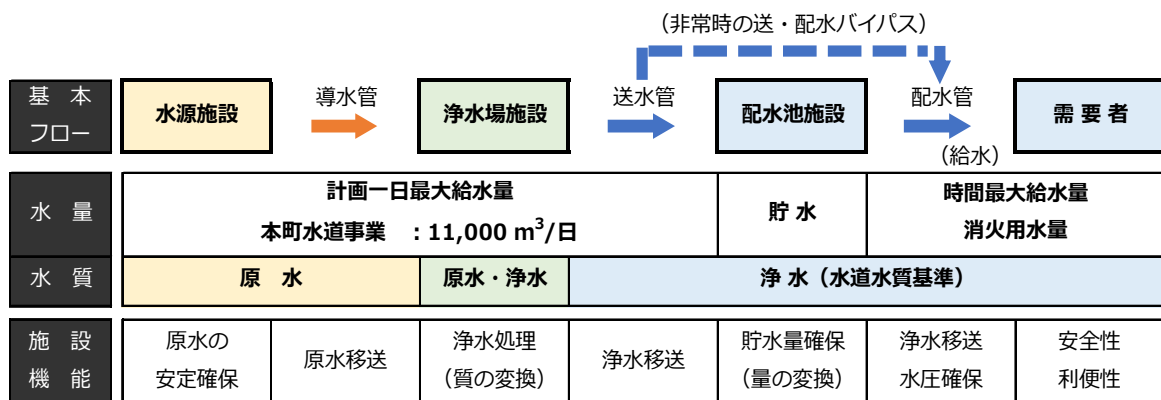 （非常時の送・配水バイパス）
基 本
フロー
水源施設
導水管
浄水場施設
送水管
配水池施設
配水管
（給水）
需 要 者
水 量
計画一日最大給水量
本町水道事業 ：11,000 m³/日
貯 水
時間最大給水量
消火用水量
水 質
原 水
原水・浄水
浄 水（水道水質基準）
施 設
機 能
原水の
安定確保
原水移送
浄水処理
（質の変換）
浄水移送
貯水量確保
（量の変換）
浄水移送
水圧確保
安全性
利便性